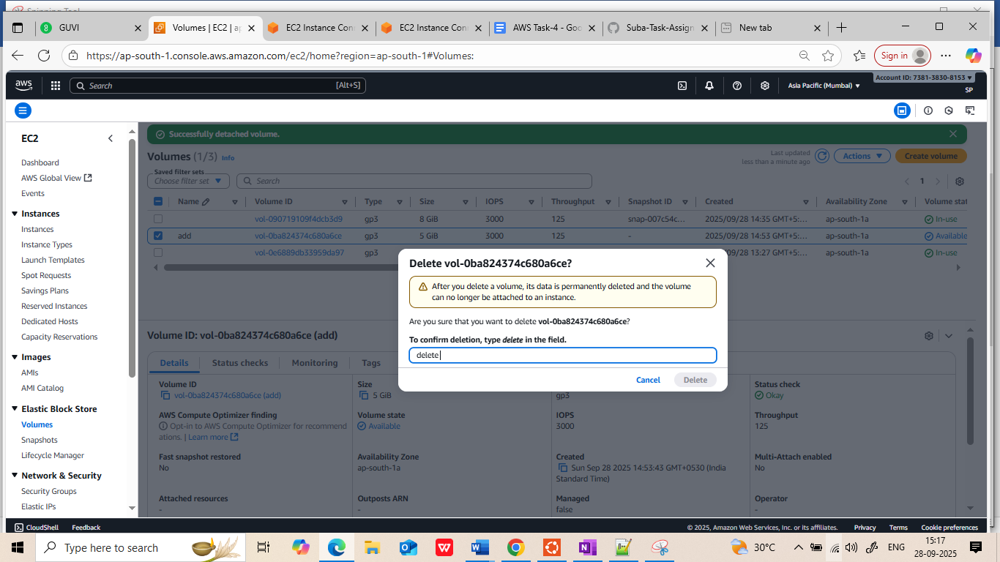 GUVI
Volumes | EC2 | ap
EC2 Instance Con
EC2 Instance Con
AWS Task-4 - Goo
Suba-Task-Assign
New tab
https://ap-south-1.console.aws.amazon.com/ec2/home?region=ap-south-1#Volumes:
Sign in
aws
Search
[Alt+S]
Asia Pacific (Mumbai)
Account ID: 7381-3830-8153
SP
EC2
Dashboard
AWS Global View
Events
Instances
Instances
Instance Types
Launch Templates
Spot Requests
Savings Plans
Reserved Instances
Dedicated Hosts
Capacity Reservations
Images
AMIs
AMI Catalog
Elastic Block Store
Volumes
Snapshots
Lifecycle Manager
Network & Security
Security Groups
Elastic IPs
Successfully detached volume.
Volumes (1/3) Info
Last updated
less than a minute ago
Actions
Create volume
Saved filter sets
Choose filter set
Search
1
Name Volume ID Type Size IOPS Throughput Snapshot ID Created Availability Zone Volume stat
vol-090719109f4dcb3d9 gp3 8 GiB 3000 125 snap-007c54c... 2025/09/28 14:35 GMT+5:... ap-south-1a In-use
add vol-0ba824374c680a6ce gp3 5 GiB 3000 125 - 2025/09/28 14:53 GMT+5:... ap-south-1a Available
vol-0e6889db33959da97 gp3 /09/28 13:27 GMT+5:... ap-south-1a In-use
Delete vol-0ba824374c680a6ce?
After you delete a volume, its data is permanently deleted and the volume
can no longer be attached to an instance.
Are you sure that you want to delete vol-0ba824374c680a6ce?
To confirm deletion, type delete in the field.
delete
Cancel
Delete
Volume ID: vol-0ba824374c680a6ce (add)
Details
Status checks
Monitoring
Tags
Volume ID
vol-0ba824374c680a6ce (add)
Size
5 GiB
gp3
Status check
Okay
AWS Compute Optimizer finding
Opt-in to AWS Compute Optimizer for recommend
ations. | Learn more
Volume state
Available
IOPS
3000
Throughput
125
Fast snapshot restored
No
Availability Zone
ap-south-1a
Created
Sun Sep 28 2025 14:53:43 GMT+0530 (India
Standard Time)
Multi-Attach enabled
No
Attached resources
-
Outposts ARN
-
Managed
false
Operator
-
CloudShell
Feedback
© 2025, Amazon Web Services, Inc. or its affiliates.
Privacy
Terms
Cookie preferences
Type here to search
30°C
ENG
15:17
28-09-2025